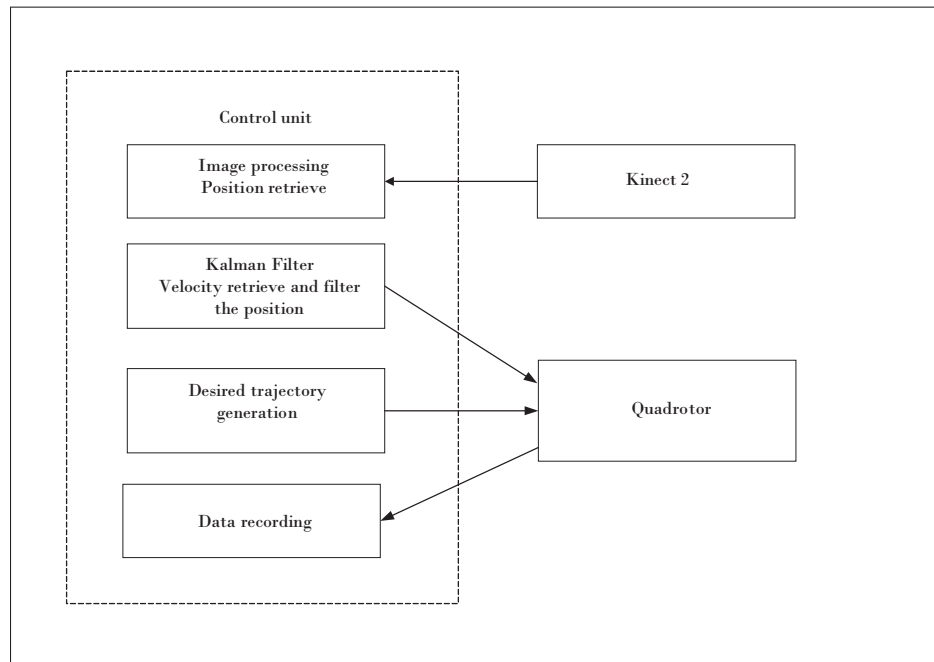 Control unit
Image processing
Position retrieve
Kinect 2
Kalman Filter
Velocity retrieve and filter
the position
Desired trajectory
generation
Quadrotor
Data recording